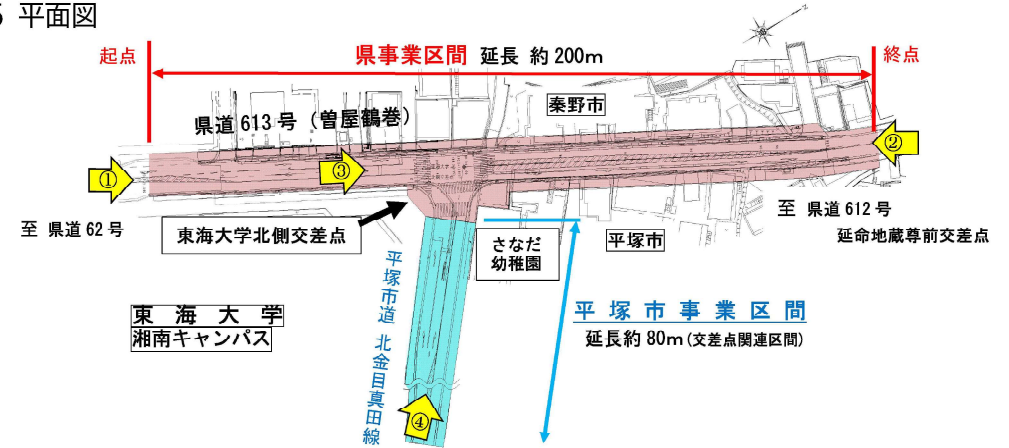 平面図
起点
県事業区間 延長 約200m
終点
秦野市
県道613号（曽屋鶴巻）
①
③
②
至 県道62号
東海大学北側交差点
さなだ
幼稚園
平塚市
至 県道612号
延命地蔵尊前交差点
平塚市道 北金目真田線
東海大学
湘南キャンパス
平塚市事業区間
延長約80m(交差点関連区間)
④